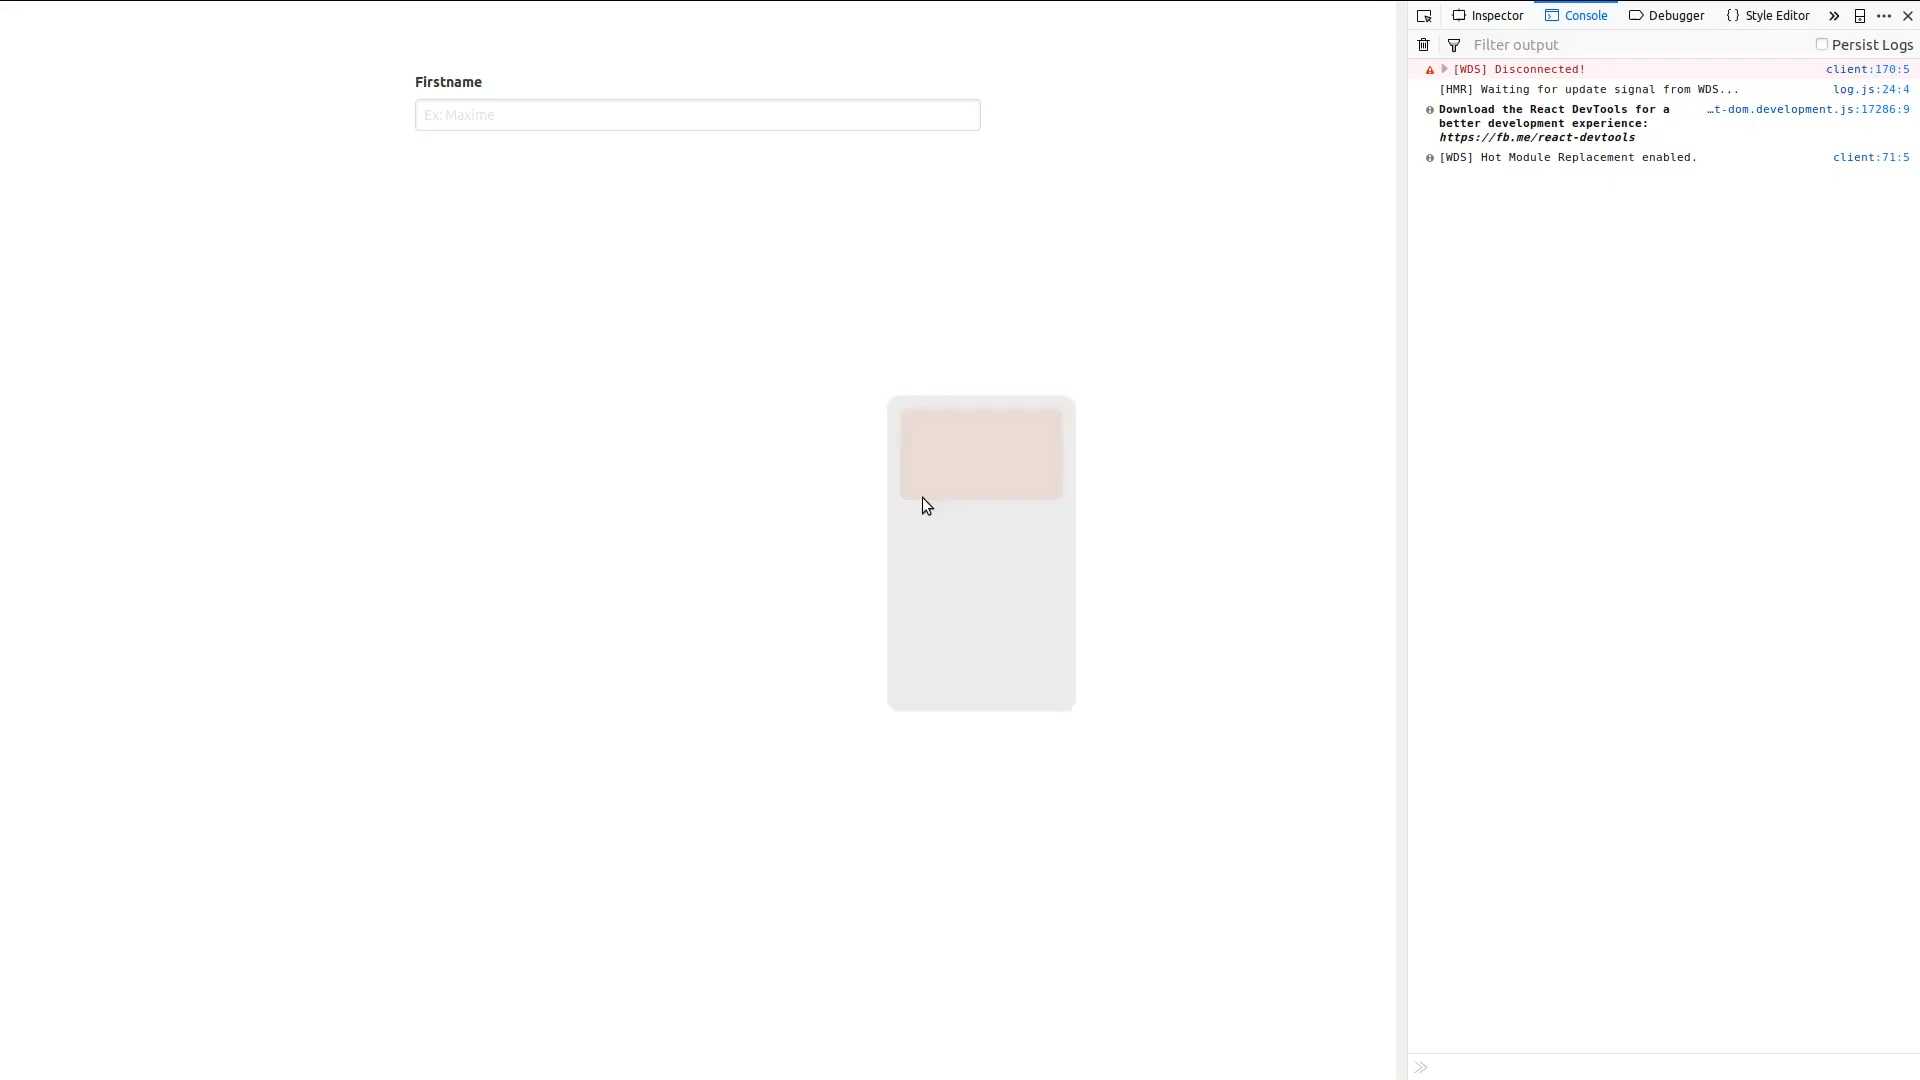 Firstname
Ex: Maxime
Inspector
Console
Debugger
{ } Style Editor
Filter output
Persist Logs
[WDS] Disconnected! client:170:5
[HMR] Waiting for update signal from WDS... log.js:24:4
Download the React DevTools for a …t-dom.development.js:17286:9
better development experience:
https://fb.me/react-devtools
[WDS] Hot Module Replacement enabled. client:71:5